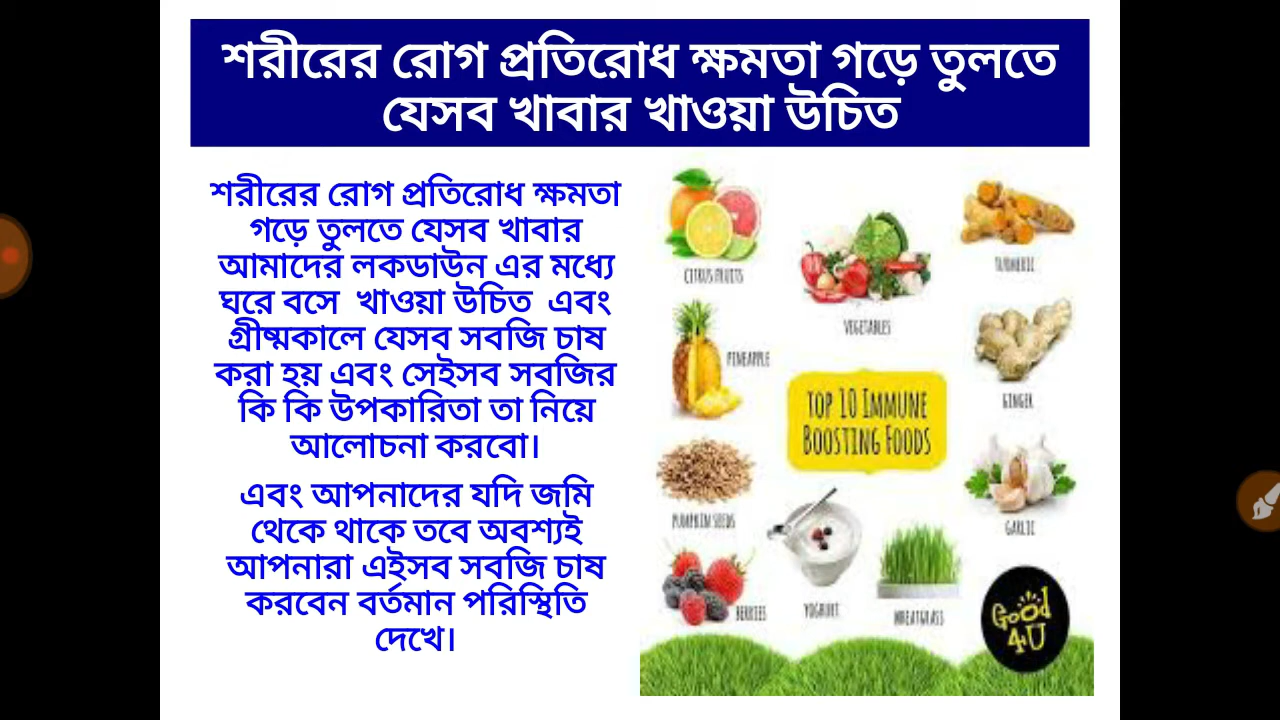 শরীরের রোগ প্রতিরোধ ক্ষমতা গড়ে তুলতে
যেসব খাবার খাওয়া উচিত
শরীরের রোগ প্রতিরোধ ক্ষমতা
গড়ে তুলতে যেসব খাবার
আমাদের লকডাউন এর মধ্যে
ঘরে বসে খাওয়া উচিত এবং
গ্রীষ্মকালে যেসব সবজি চাষ
করা হয় এবং সেইসব সবজির
কি কি উপকারিতা তা নিয়ে
আলোচনা করবো।
এবং আপনাদের যদি জমি
থেকে থাকে তবে অবশ্যই
আপনারা এইসব সবজি চাষ
করবেন বর্তমান পরিস্থিতি
দেখে।
CITRUS FRUITS
TURMERIC
VEGETABLES
PINEAPPLE
GINGER
TOP 10 IMMUNE
BOOSTING FOODS
PUMPKIN SEEDS
GARLIC
BERRIES
YOGHURT
WHEATGRASS
Good
4U